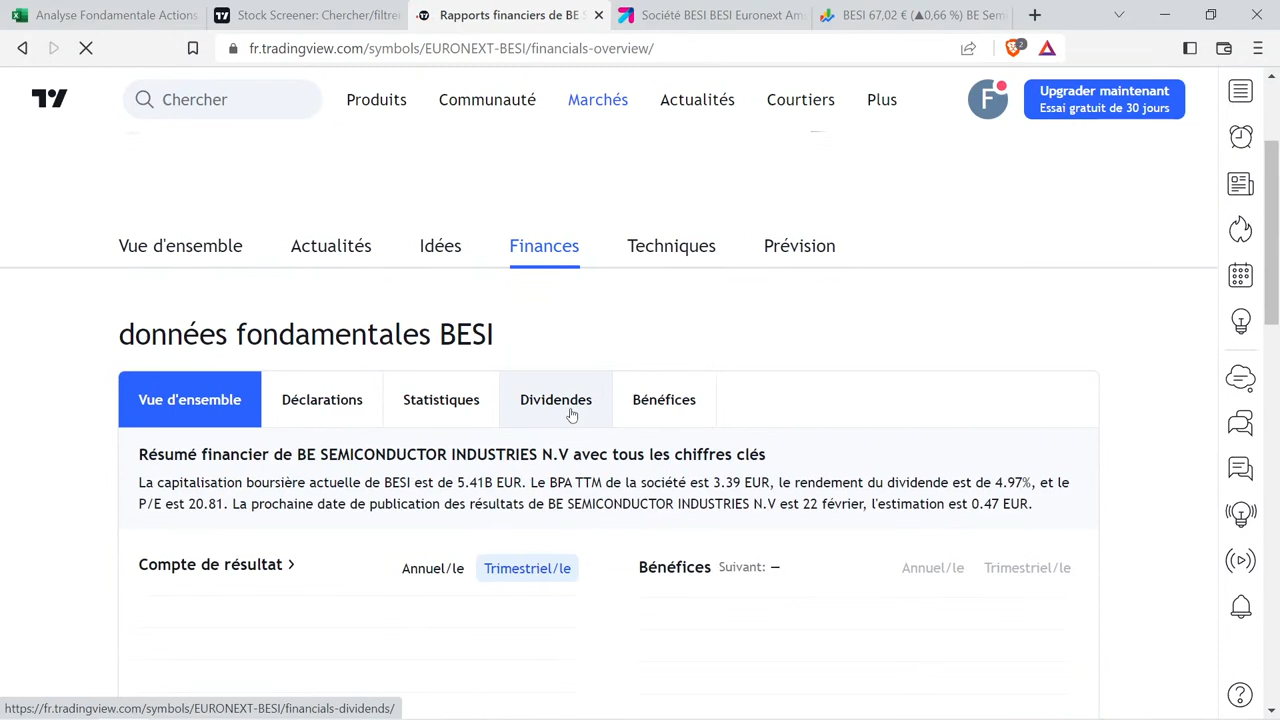 Analyse Fondamentale Actions
Stock Screener: Chercher/filtrer
Rapports financiers de BE S
Société BESI BESI Euronext Am
BESI 67,02 € (▲0,66 %) BE Sem
fr.tradingview.com/symbols/EURONEXT-BESI/financials-overview/
2
Chercher
Produits
Communauté
Marchés
Actualités
Courtiers
Plus
F
Upgrader maintenant
Essai gratuit de 30 jours
Vue d'ensemble
Actualités
Idées
Finances
Techniques
Prévision
données fondamentales BESI
Vue d'ensemble
Déclarations
Statistiques
Dividendes
Bénéfices
Résumé financier de BE SEMICONDUCTOR INDUSTRIES N.V avec tous les chiffres clés
La capitalisation boursière actuelle de BESI est de 5.41B EUR. Le BPA TTM de la société est 3.39 EUR, le rendement du dividende est de 4.97%, et le
P/E est 20.81. La prochaine date de publication des résultats de BE SEMICONDUCTOR INDUSTRIES N.V est 22 février, l'estimation est 0.47 EUR.
Compte de résultat >
Annuel/le
Trimestriel/le
Bénéfices Suivant: —
Annuel/le
Trimestriel/le
https://fr.tradingview.com/symbols/EURONEXT-BESI/financials-dividends/